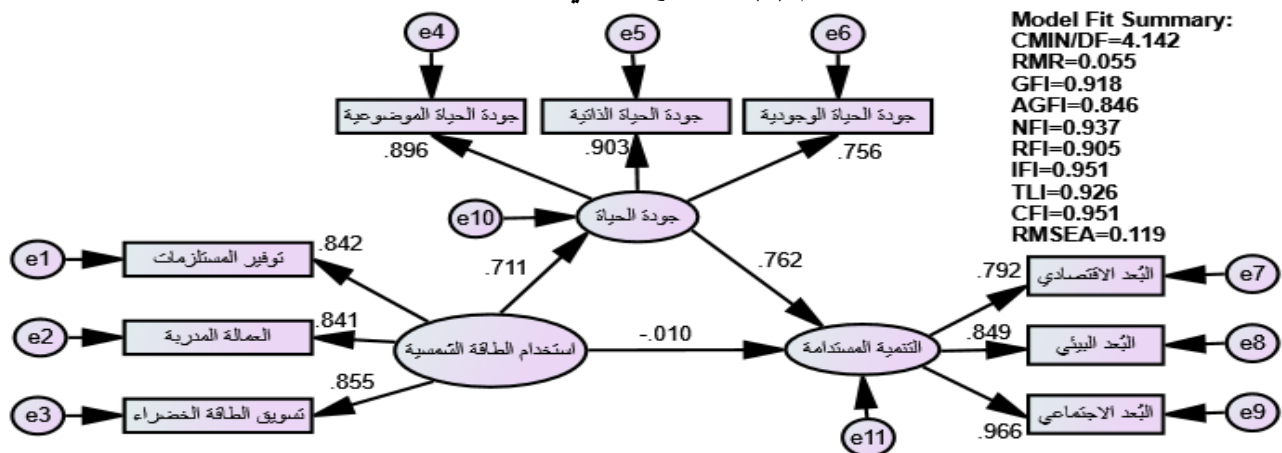 Model Fit Summary:
CMIN/DF=4.142
RMR=0.055
GFI=0.918
AGFI=0.846
NFI=0.937
RFI=0.905
IFI=0.951
TLI=0.926
CFI=0.951
RMSEA=0.119
e4
e5
e6
جودة الحياة الموضوعية
جودة الحياة الذاتية
جودة الحياة الوجودية
.896
.903
.756
e10
جودة الحياة
e1
توفير المستلزمات
.842
.711
.762
.792
البُعد الاقتصادي
e7
e2
العمالة المدربة
.841
استخدام الطاقة الشمسية
-.010
التنمية المستدامة
.849
البُعد البيئي
e8
e3
تسويق الطاقة الخضراء
.855
e11
.966
البُعد الاجتماعي
e9